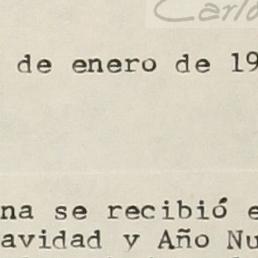 Carlo
de enero de 19
na se recibió e
avidad y Año Nu